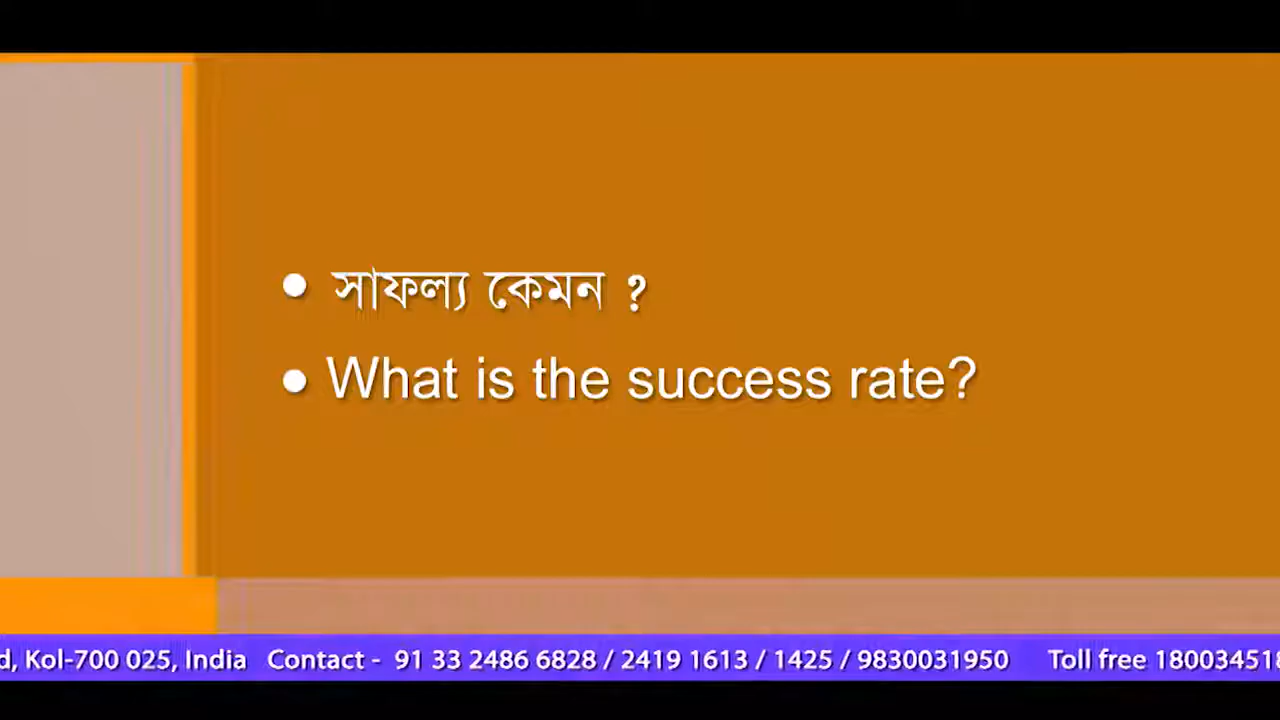 • সাফল্য কেমন ?
• What is the success rate?
Kol-700 025, India Contact - 91 33 2486 6828 / 2419 1613 / 1425 / 9830031950 Toll free